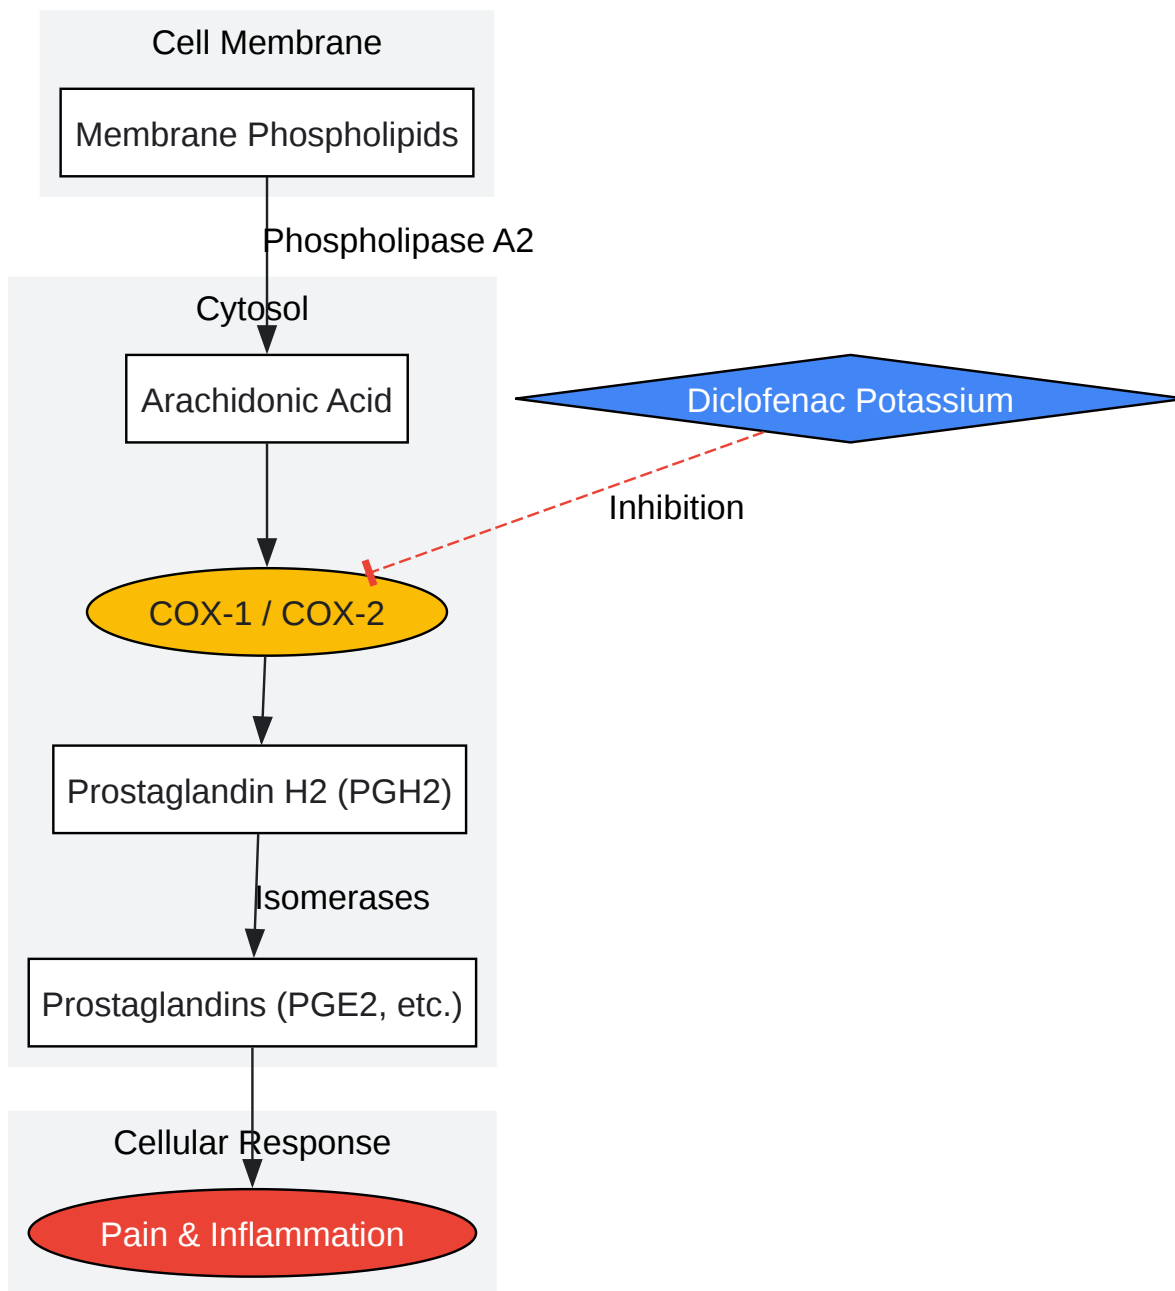 Cell Membrane
Membrane Phospholipids
Phospholipase A2
Cytosol
Arachidonic Acid
Diclofenac Potassium
Inhibition
COX-1 / COX-2
Prostaglandin H2 (PGH2)
Isomerases
Prostaglandins (PGE2, etc.)
Cellular Response
Pain & Inflammation